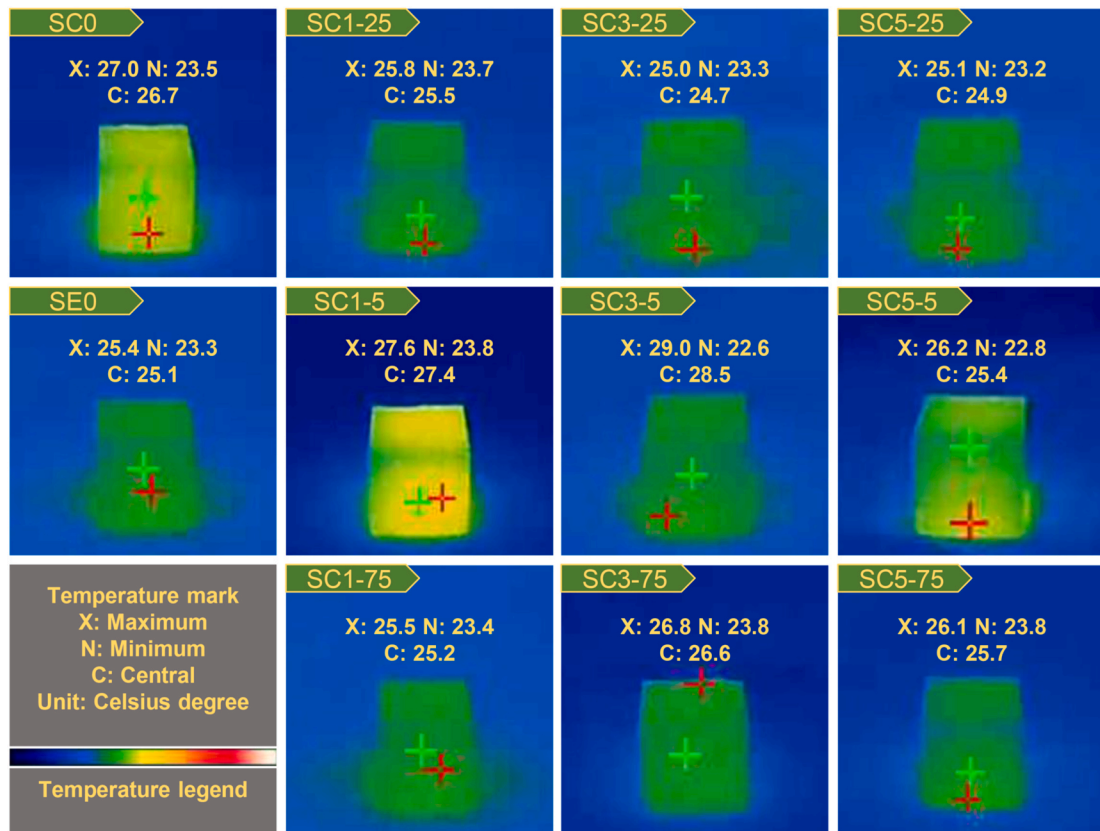 SC0
X: 27.0 N: 23.5
C: 26.7
SC1-25
X: 25.8 N: 23.7
C: 25.5
SC3-25
X: 25.0 N: 23.3
C: 24.7
SC5-25
X: 25.1 N: 23.2
C: 24.9
SE0
X: 25.4 N: 23.3
C: 25.1
SC1-5
X: 27.6 N: 23.8
C: 27.4
SC3-5
X: 29.0 N: 22.6
C: 28.5
SC5-5
X: 26.2 N: 22.8
C: 25.4
Temperature mark
X: Maximum
N: Minimum
C: Central
Unit: Celsius degree
Temperature legend
SC1-75
X: 25.5 N: 23.4
C: 25.2
SC3-75
X: 26.8 N: 23.8
C: 26.6
SC5-75
X: 26.1 N: 23.8
C: 25.7